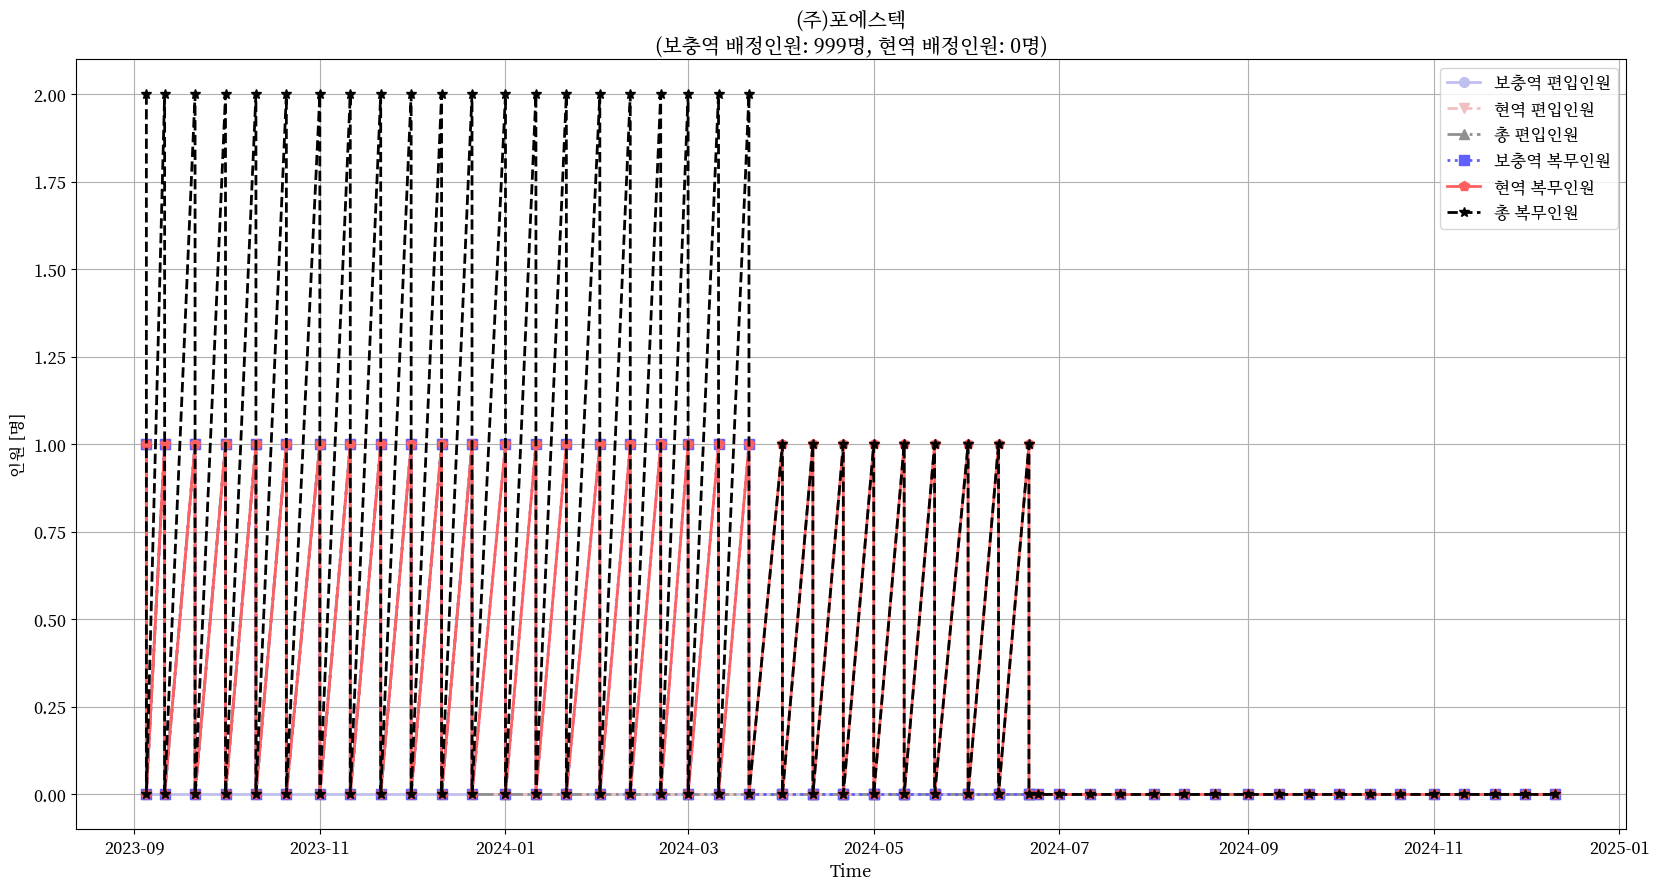 (주)포에스텍
(보충역 배정인원: 999명, 현역 배정인원: 0명)
2.00
1.75
1.50
1.25
1.00
0.75
0.50
0.25
0.00
인원 [명]
보충역 편입인원
현역 편입인원
총 편입인원
보충역 복무인원
현역 복무인원
총 복무인원
2023-09
2023-11
2024-01
2024-03
2024-05
2024-07
2024-09
2024-11
2025-01
Time